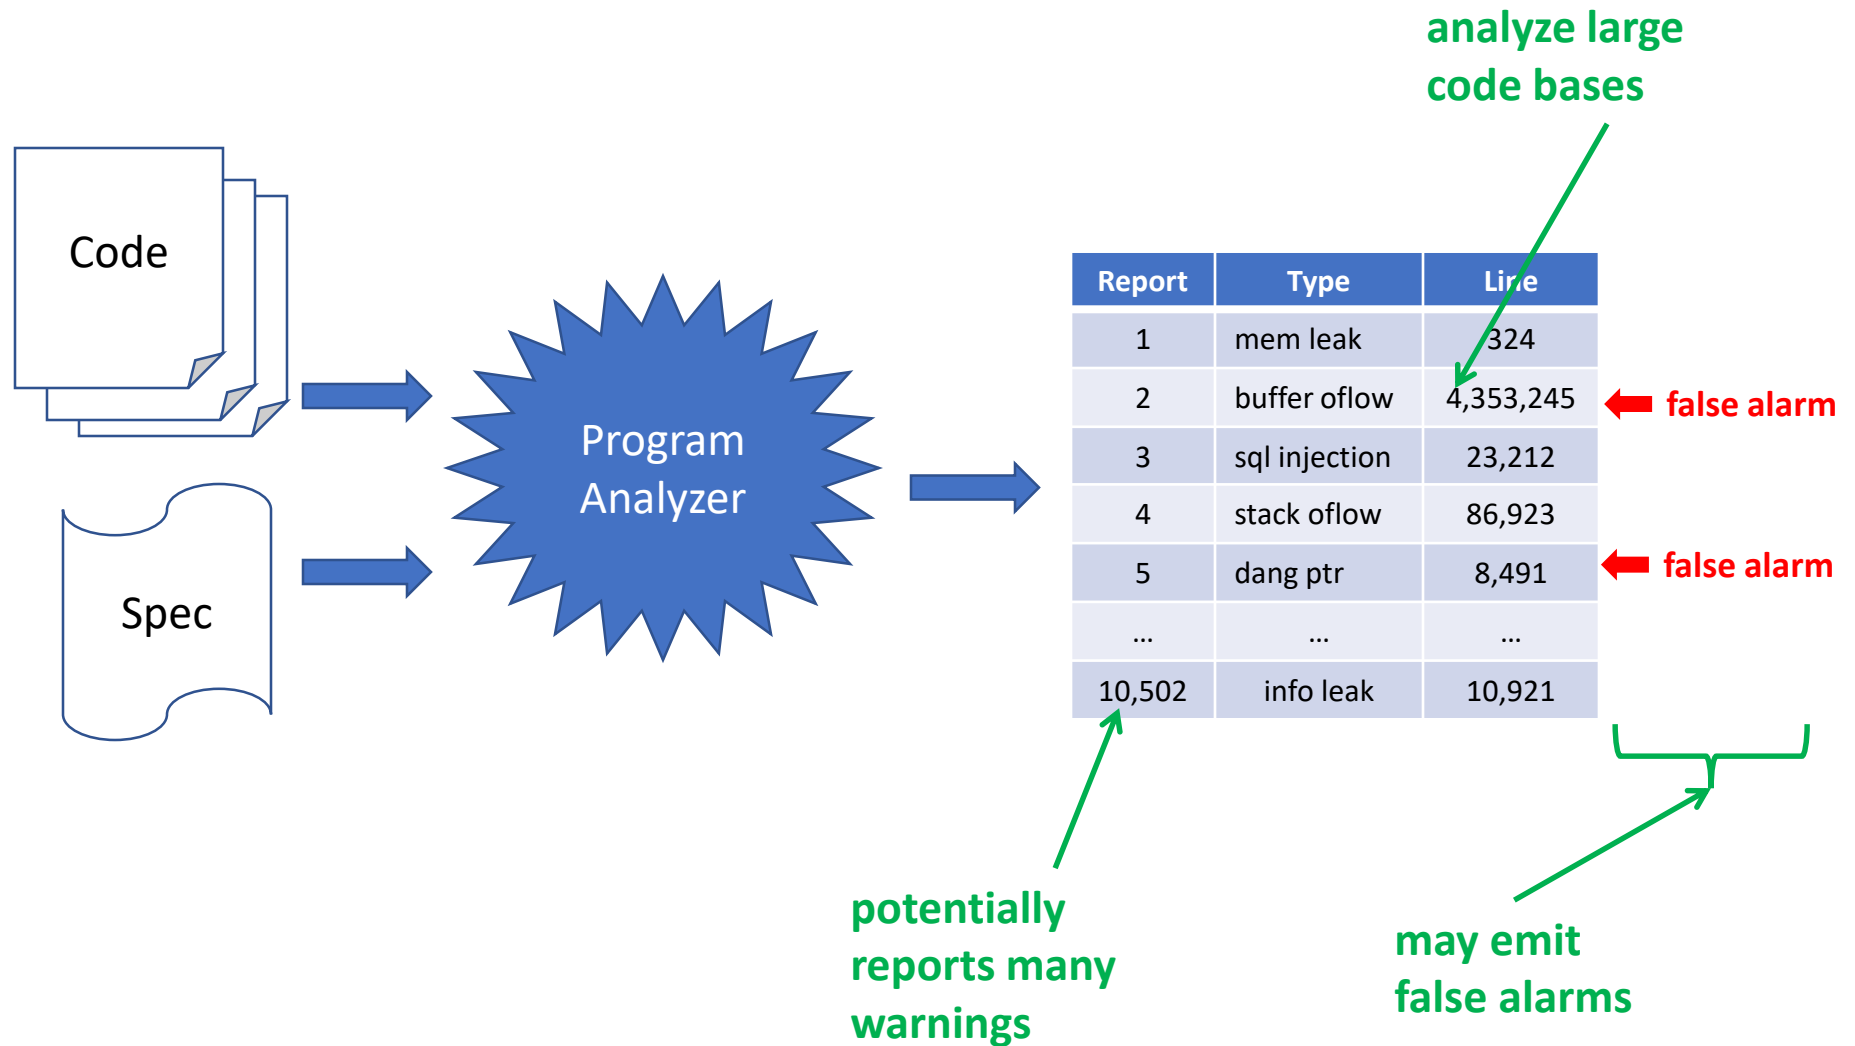 analyze large
code bases
Code
Spec
Program
Analyzer
Report Type Line
1 mem leak 324
2 buffer oflow 4,353,245
false alarm
3 sql injection 23,212
4 stack oflow 86,923
5 dang ptr 8,491
false alarm
... ... ...
10,502 info leak 10,921
potentially
reports many
warnings
may emit
false alarms